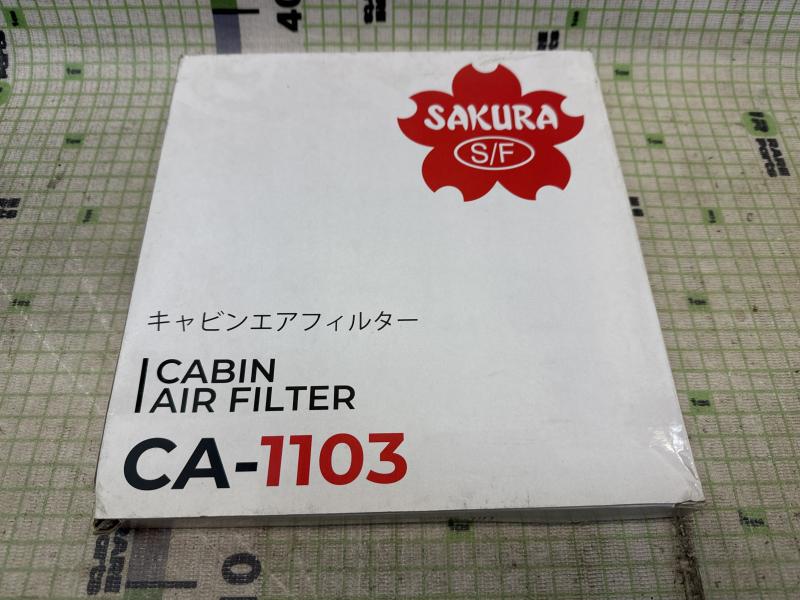 SAKURA
S/F
キャビンエアフィルター
CABIN
AIR FILTER
CA-1103